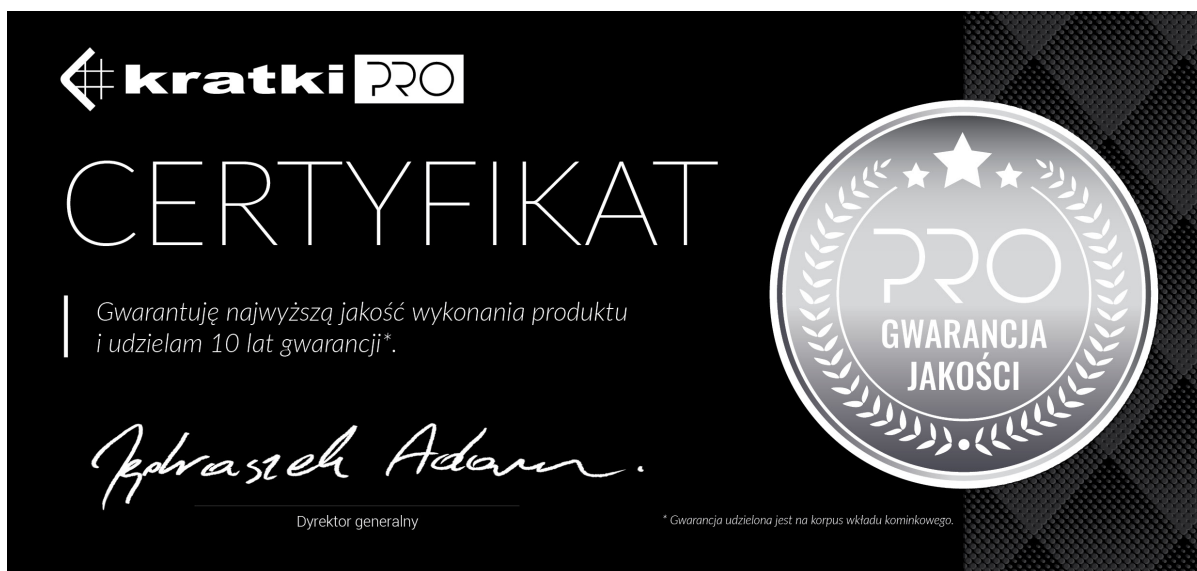 kratki PRO
CERTYFIKAT
Gwarantuję najwyższą jakość wykonania produktu
i udzielam 10 lat gwarancji*.
Jędraszek Adam
Dyrektor generalny
* Gwarancja udzielona jest na korpus wkładu kominkowego.
PRO
GWARANCJA
JAKOŚCI